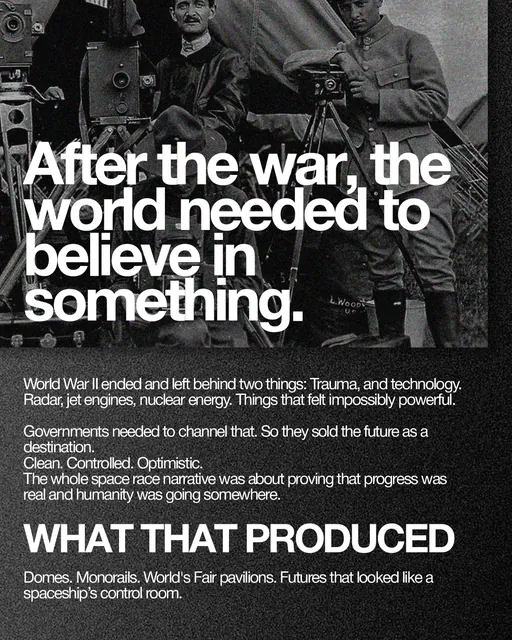 After the war, the
world needed to
believe in
something.
L.Woods
World War II ended and left behind two things: Trauma, and technology.
Radar, jet engines, nuclear energy. Things that felt impossibly powerful.
Governments needed to channel that. So they sold the future as a
destination.
Clean. Controlled. Optimistic.
The whole space race narrative was about proving that progress was
real and humanity was going somewhere.
WHAT THAT PRODUCED
Domes. Monorails. World's Fair pavilions. Futures that looked like a
spaceship's control room.